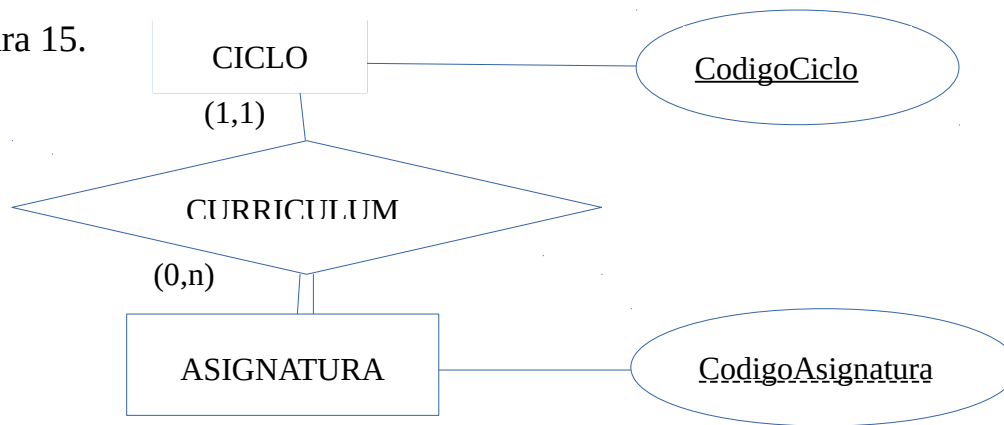 ra 15.
CICLO
CodigoCiclo
(1,1)
CURRICULUM
(0,n)
ASIGNATURA
CodigoAsignatura